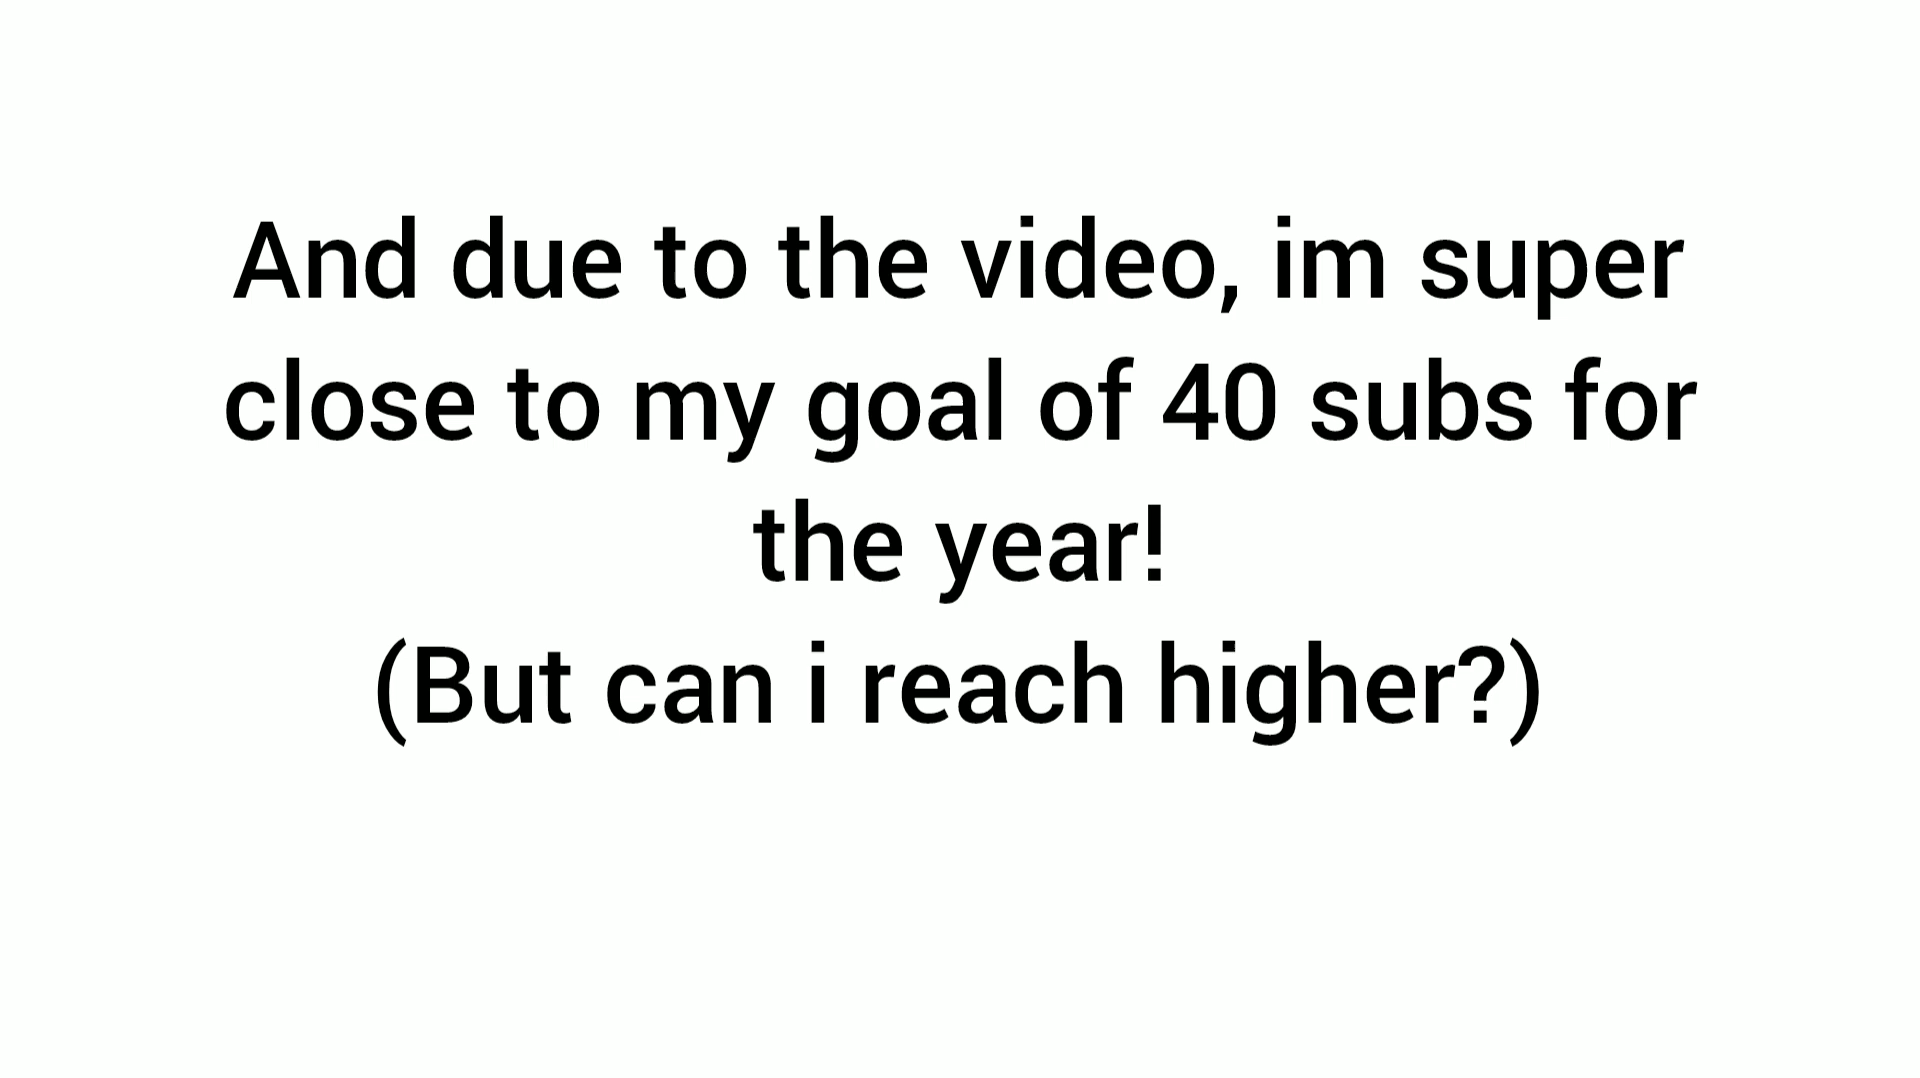 And due to the video, im super
close to my goal of 40 subs for
the year!
(But can i reach higher?)